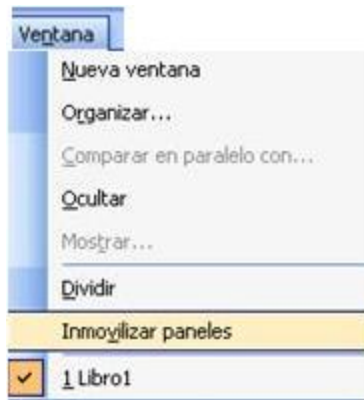 Ventana
Nueva ventana
Organizar...
Comparar en paralelo con...
Ocultar
Mostrar...
Dividir
Inmovilizar paneles
1 Libro1